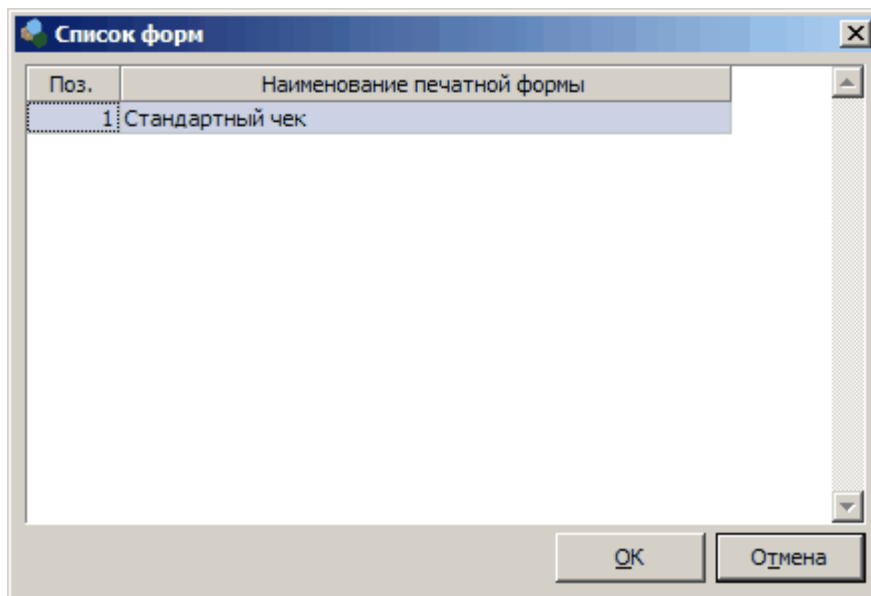 Список форм
Поз. Наименование печатной формы
1 Стандартный чек
OK Отмена